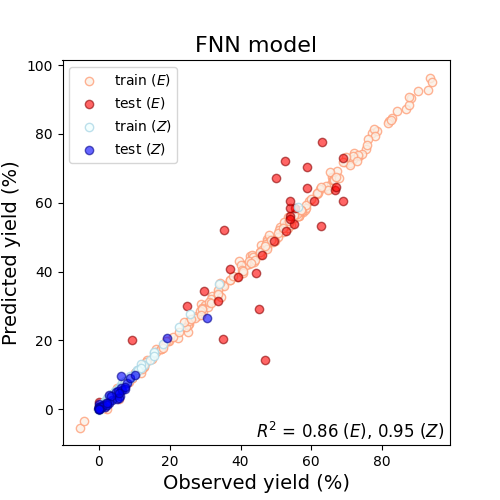 FNN model
100
80
60
40
20
0
Predicted yield (%)
train (E)
test (E)
train (Z)
test (Z)
R² = 0.86 (E), 0.95 (Z)
0 20 40 60 80
Observed yield (%)